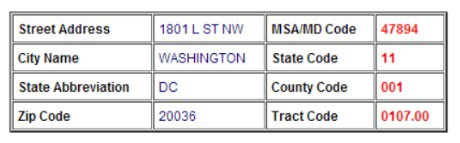 Street Address 1801 L ST NW MSA/MD Code 47894
City Name WASHINGTON State Code 11
State Abbreviation DC County Code 001
Zip Code 20036 Tract Code 0107.00